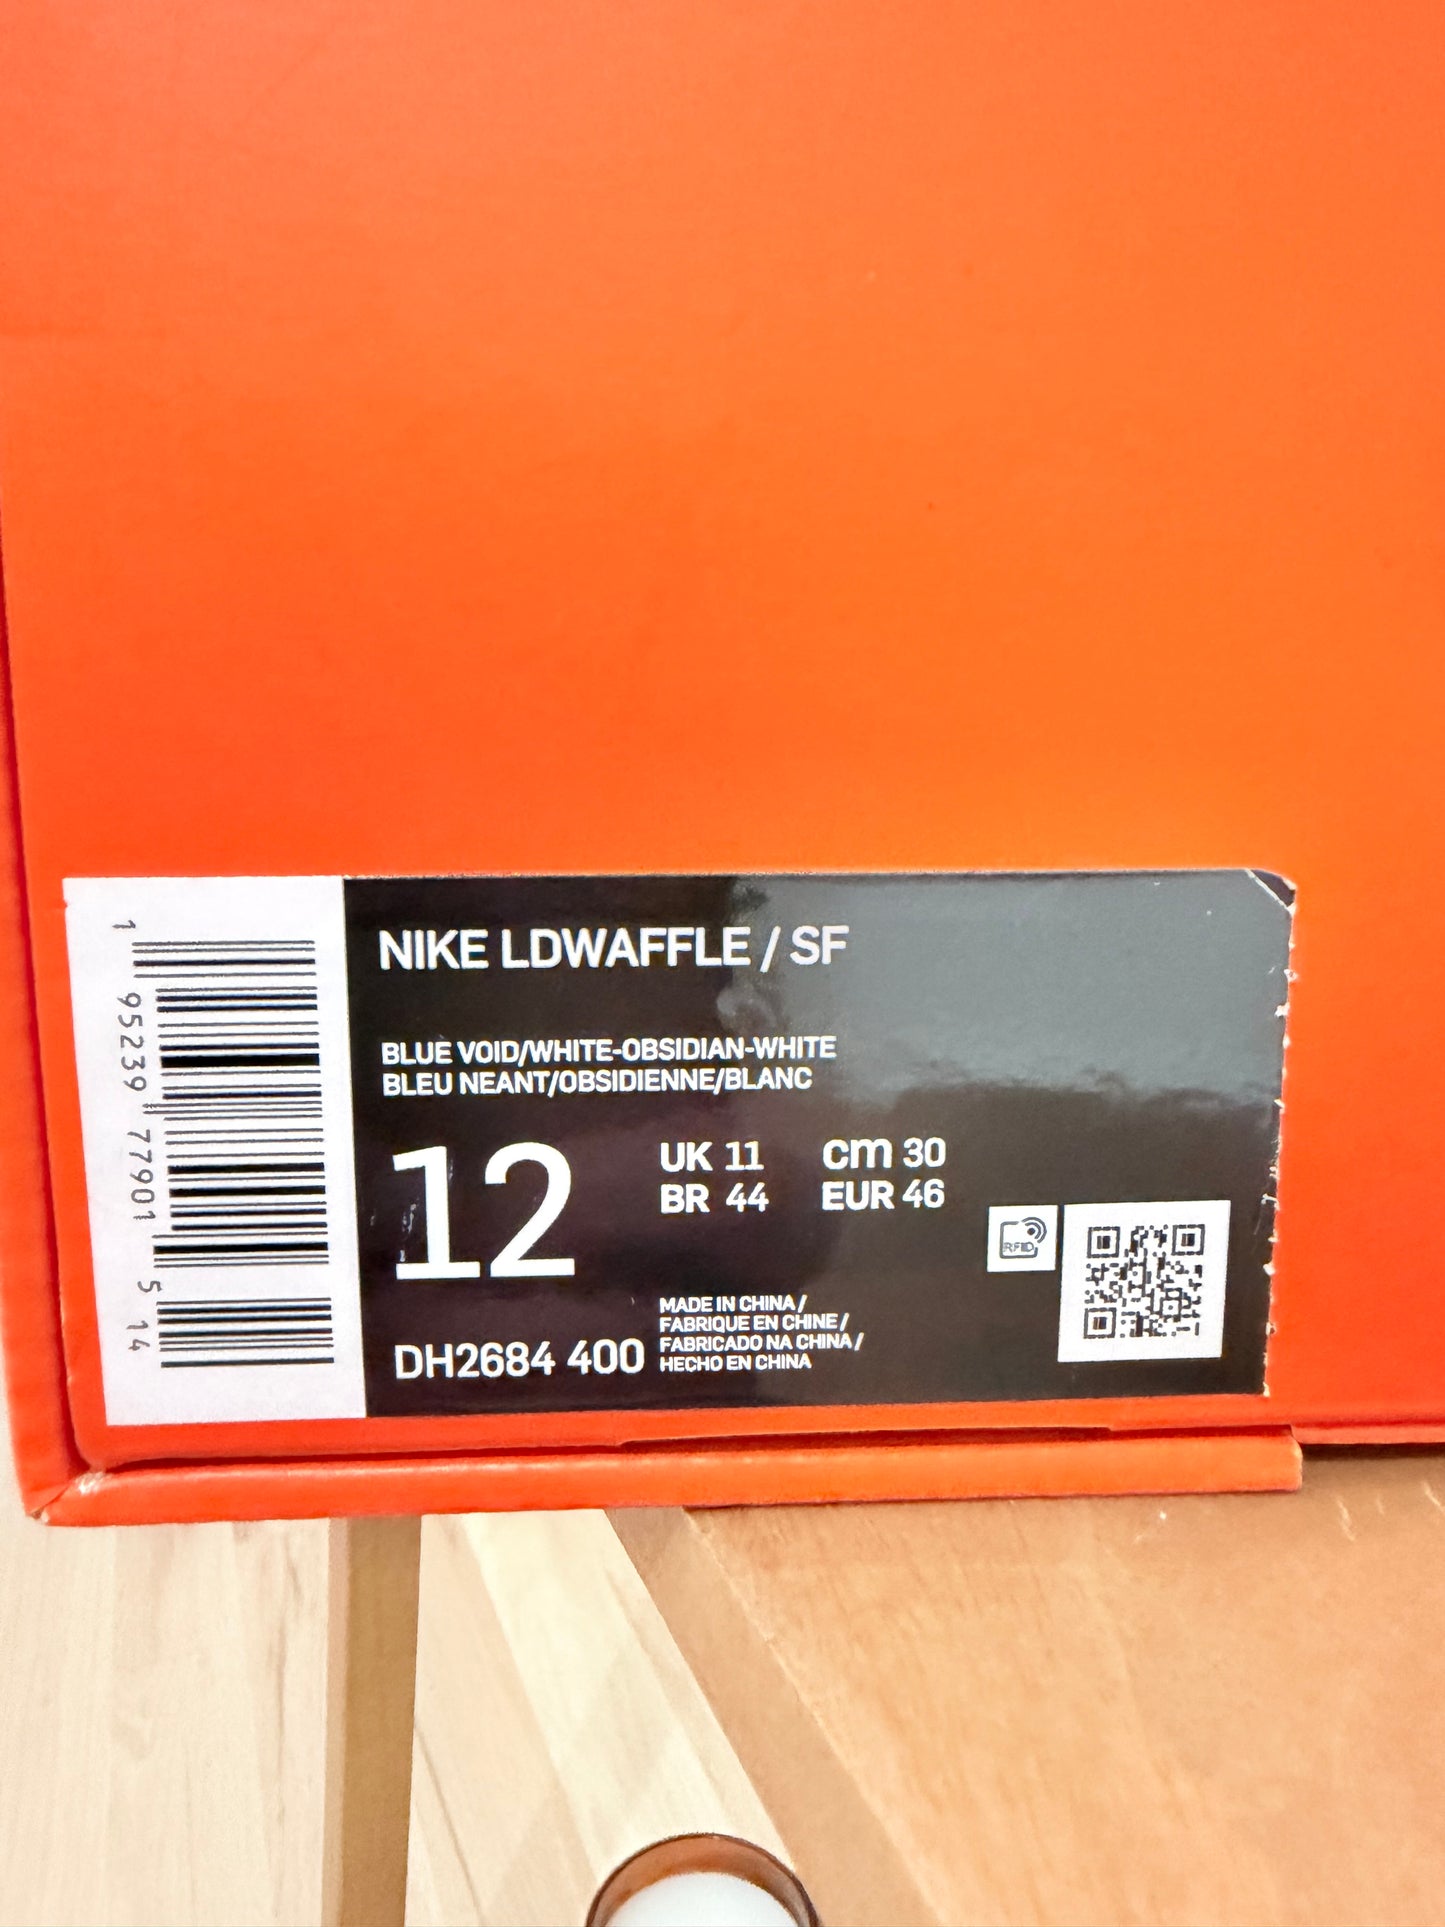 NIKE LDWAFFLE / SF
BLUE VOID/WHITE-OBSIDIAN-WHITE
BLEU NEANT/OBSIDIENNE/BLANC
12
UK 11 cm 30
BR 44 EUR 46
RFID
DH2684 400
MADE IN CHINA /
FABRIQUE EN CHINE /
FABRICADO NA CHINA /
HECHO EN CHINA
1 95239 77901 5 14